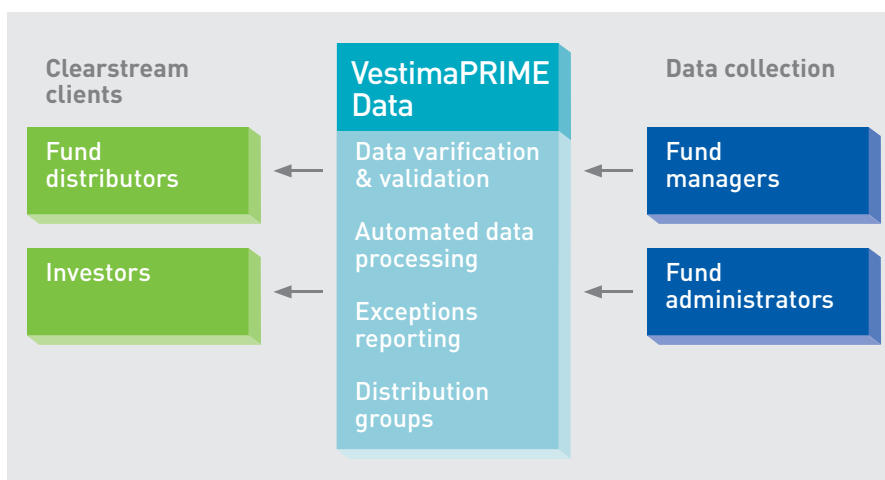 Clearstream
clients
Fund
distributors
Investors
VestimaPRIME
Data
Data varification
& validation
Automated data
processing
Exceptions
reporting
Distribution
groups
Data collection
Fund
managers
Fund
administrators